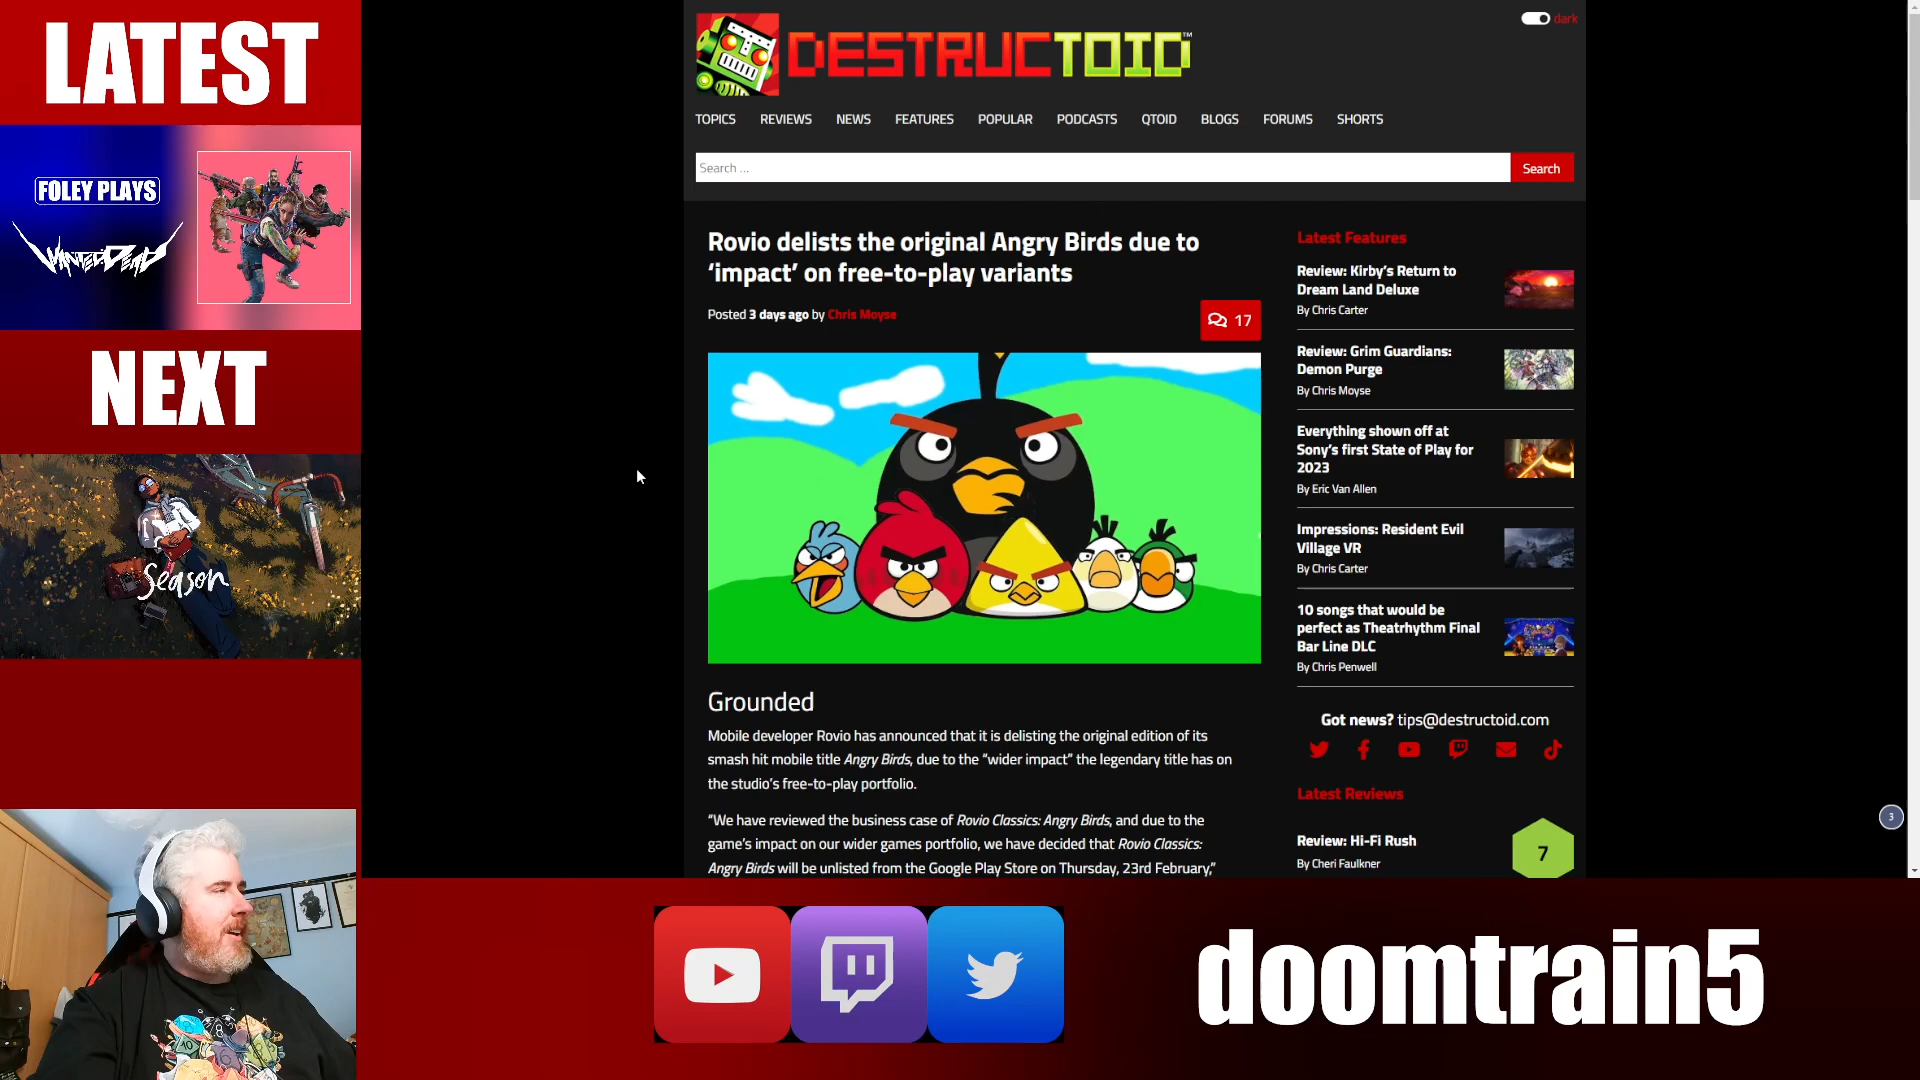 LATEST
FOLEY PLAYS
WANTED: DEAD
NEXT
Season
DESTRUCTOID™
dark
TOPICS REVIEWS NEWS FEATURES POPULAR PODCASTS QTOID BLOGS FORUMS SHORTS
Search ...
Search
Rovio delists the original Angry Birds due to
‘impact’ on free-to-play variants
Posted 3 days ago by Chris Moyse
17
Grounded
Mobile developer Rovio has announced that it is delisting the original edition of its
smash hit mobile title Angry Birds, due to the “wider impact” the legendary title has on
the studio’s free-to-play portfolio.
“We have reviewed the business case of Rovio Classics: Angry Birds, and due to the
game’s impact on our wider games portfolio, we have decided that Rovio Classics:
Angry Birds will be unlisted from the Google Play Store on Thursday, 23rd February,”
Latest Features
Review: Kirby’s Return to
Dream Land Deluxe
By Chris Carter
Review: Grim Guardians:
Demon Purge
By Chris Moyse
Everything shown off at
Sony’s first State of Play for
2023
By Eric Van Allen
Impressions: Resident Evil
Village VR
By Chris Carter
10 songs that would be
perfect as Theatrhythm Final
Bar Line DLC
By Chris Penwell
Got news? tips@destructoid.com
Latest Reviews
Review: Hi-Fi Rush
By Cheri Faulkner
7
3
doomtrain5